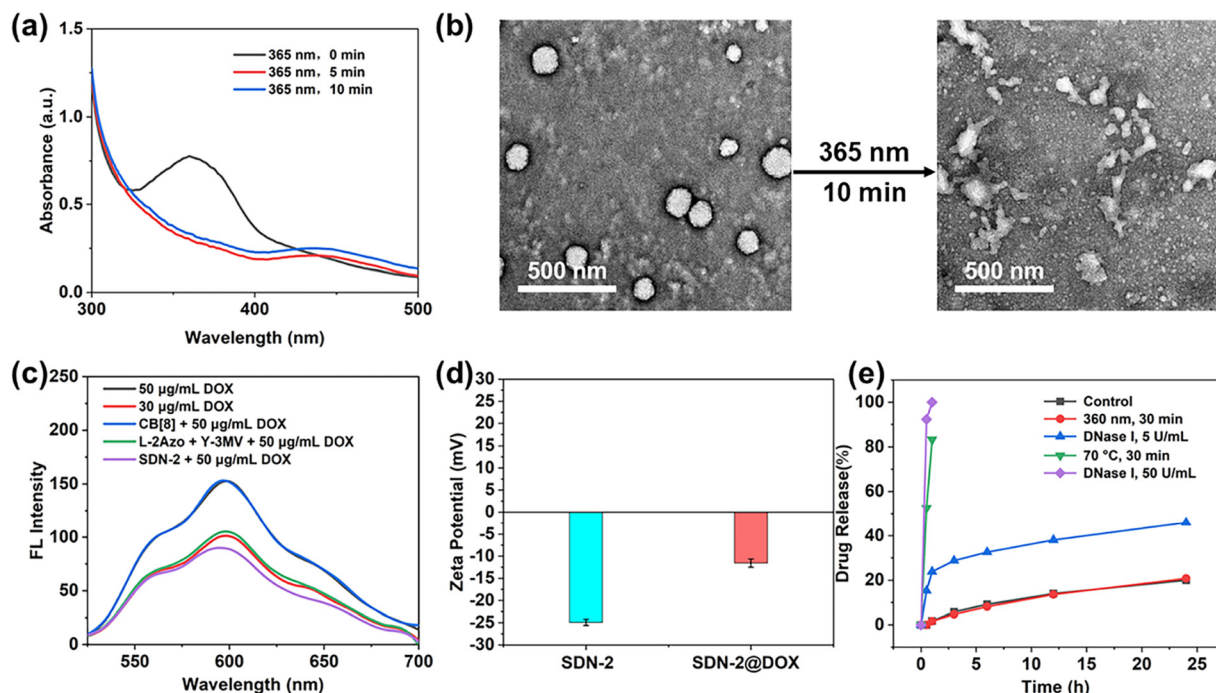 (a)
1.5
1.0
0.5
0.0
Absorbance (a.u.)
365 nm，0 min
365 nm，5 min
365 nm，10 min
300
400
500
Wavelength (nm)
(b)
500 nm
365 nm
10 min
500 nm
(c)
250
200
150
100
50
0
FL Intensity
50 µg/mL DOX
30 µg/mL DOX
CB[8] + 50 µg/mL DOX
L-2Azo + Y-3MV + 50 µg/mL DOX
SDN-2 + 50 µg/mL DOX
550
600
650
700
Wavelength (nm)
(d)
30
25
20
15
10
5
0
-5
-10
-15
-20
-25
-30
Zeta Potential (mV)
SDN-2
SDN-2@DOX
(e)
100
80
60
40
20
0
Drug Release(%)
Control
360 nm, 30 min
DNase I, 5 U/mL
70 °C, 30 min
DNase I, 50 U/mL
0
5
10
15
20
25
Time (h)